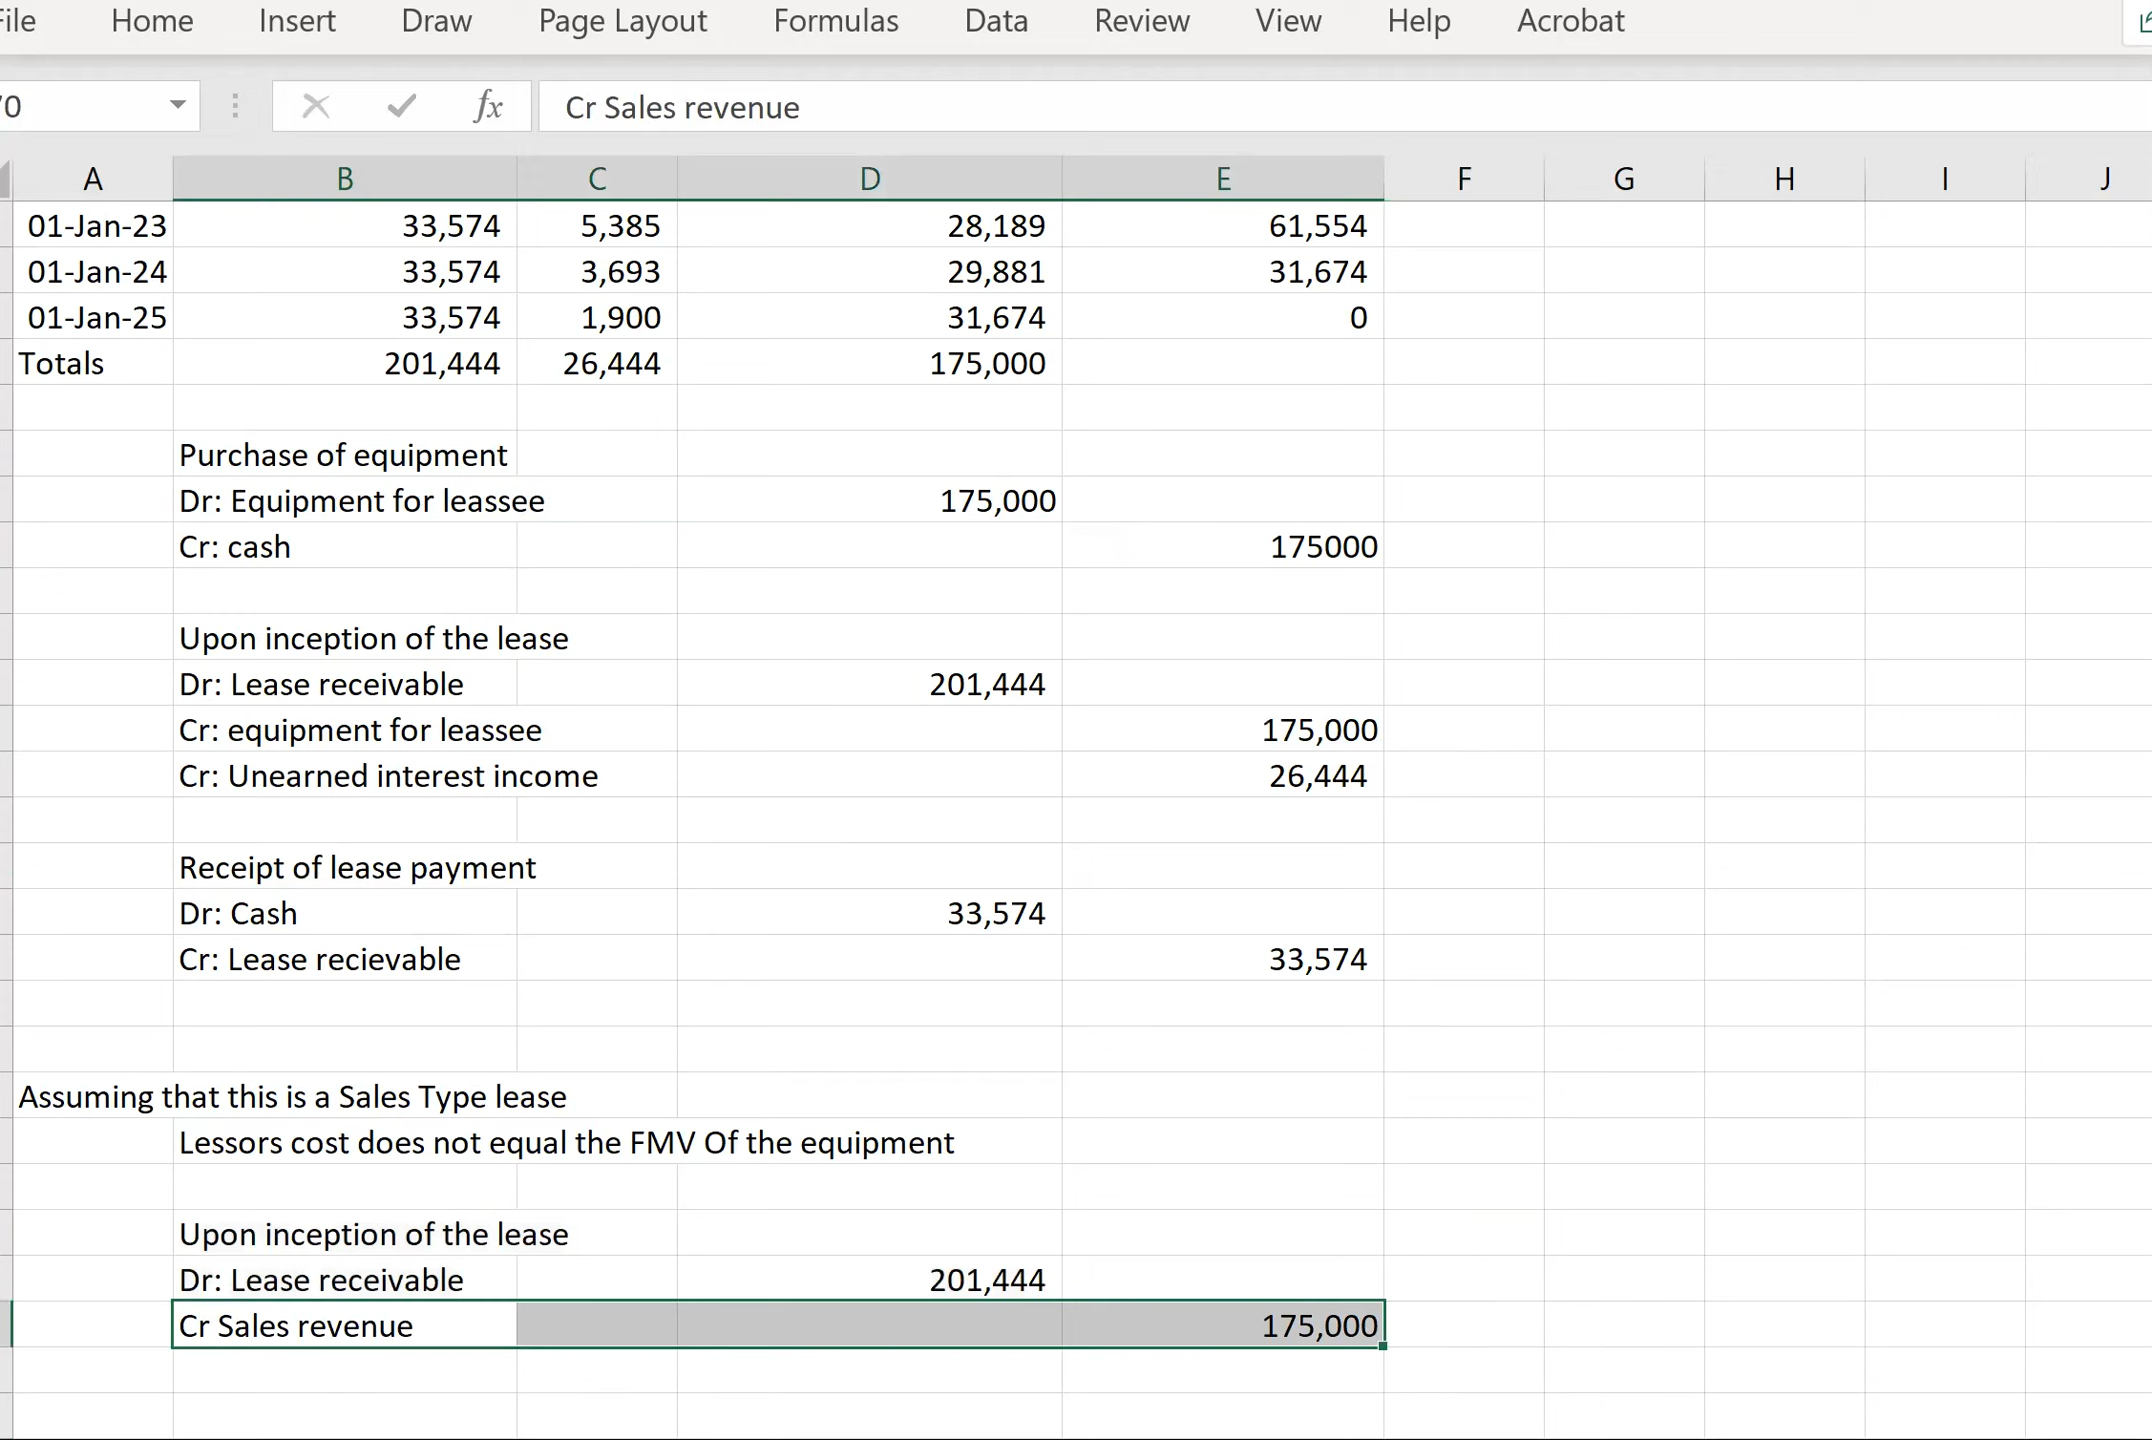 File Home Insert Draw Page Layout Formulas Data Review View Help Acrobat
70 fx Cr Sales revenue
A B C D E F G H I J
01-Jan-23 33,574 5,385 28,189 61,554
01-Jan-24 33,574 3,693 29,881 31,674
01-Jan-25 33,574 1,900 31,674 0
Totals 201,444 26,444 175,000
Purchase of equipment
Dr: Equipment for leassee 175,000
Cr: cash 175000
Upon inception of the lease
Dr: Lease receivable 201,444
Cr: equipment for leassee 175,000
Cr: Unearned interest income 26,444
Receipt of lease payment
Dr: Cash 33,574
Cr: Lease recievable 33,574
Assuming that this is a Sales Type lease
Lessors cost does not equal the FMV Of the equipment
Upon inception of the lease
Dr: Lease receivable 201,444
Cr Sales revenue 175,000